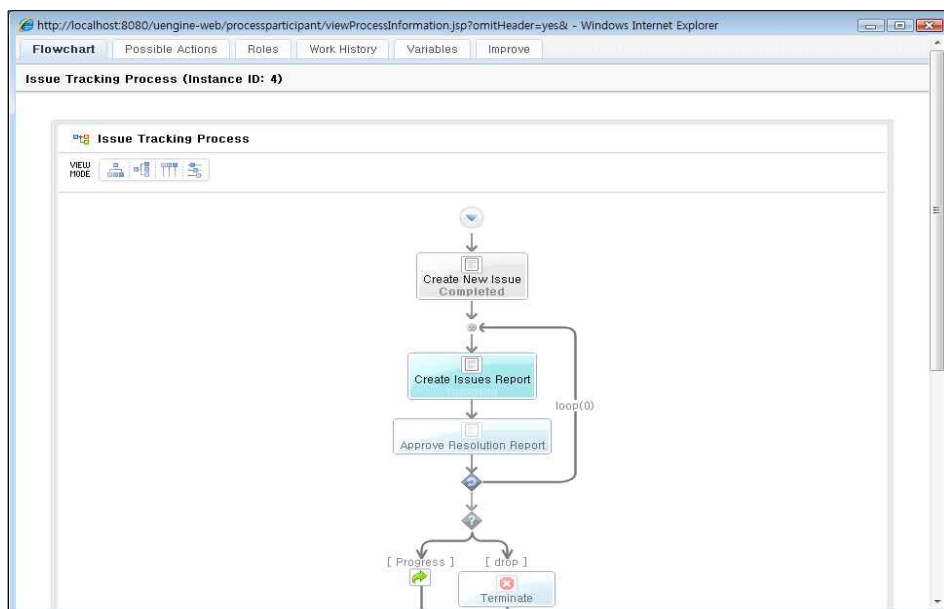 http://localhost:8080/uengine-web/processparticipant/viewProcessInformation.jsp?omitHeader=yes& - Windows Internet Explorer
Flowchart Possible Actions Roles Work History Variables Improve
Issue Tracking Process (Instance ID: 4)
Issue Tracking Process
VIEW
MODE
Create New Issue
Completed
Create Issues Report
loop(0)
Approve Resolution Report
?
[ Progress ] [ drop ]
Terminate